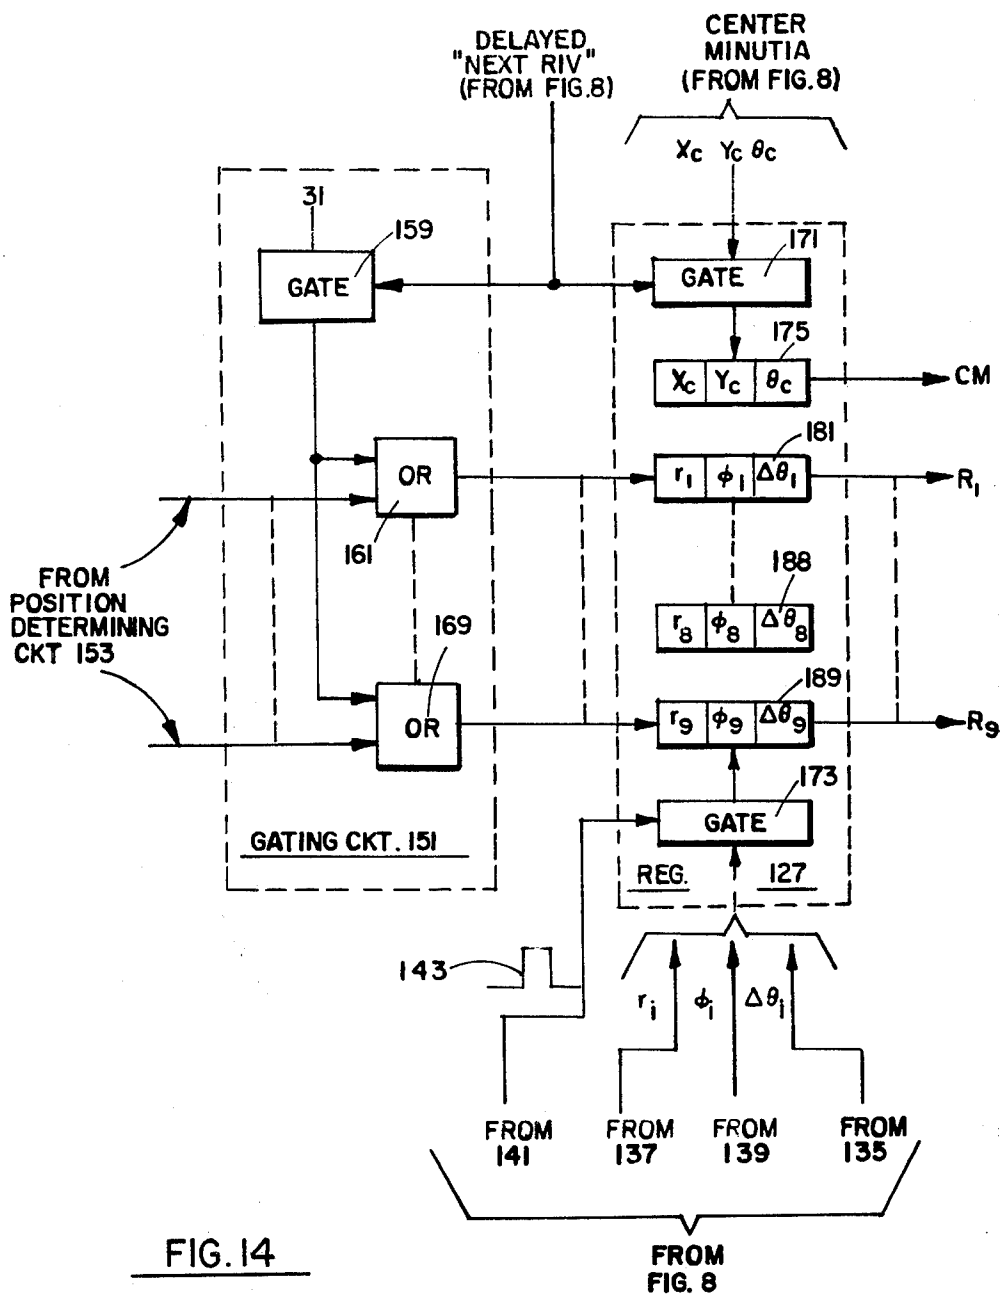 CENTER
MINUTIA
(FROM FIG.8)
DELAYED
"NEXT RIV"
(FROM FIG.8)
Xc Yc θc
31
159
GATE
171
GATE
175
Xc Yc θc
CM
181
OR
r1 ϕ1 Δθ1
R1
161
FROM
POSITION
DETERMINING
CKT 153
188
r8 ϕ8 Δθ8
169
189
OR
r9 ϕ9 Δθ9
R9
173
GATE
GATING CKT. 151
REG. 127
143
ri ϕi Δθi
FROM
141
FROM
137
FROM
139
FROM
135
FROM
FIG. 8
FIG. 14